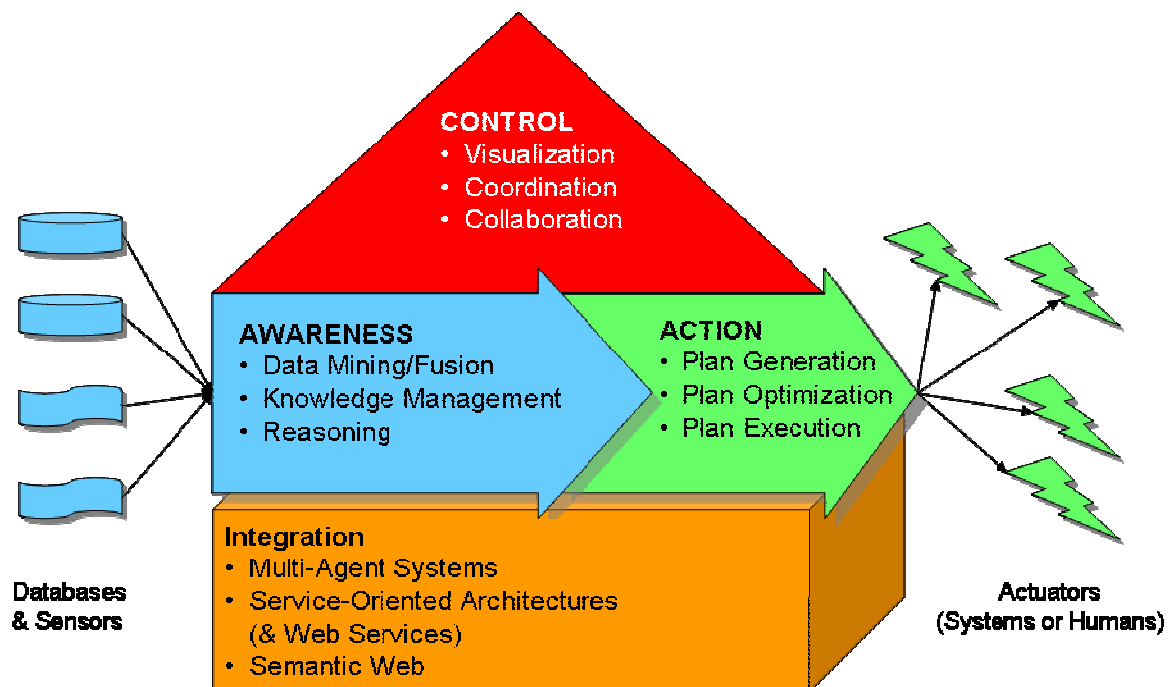 CONTROL
• Visualization
• Coordination
• Collaboration
AWARENESS
• Data Mining/Fusion
• Knowledge Management
• Reasoning
ACTION
• Plan Generation
• Plan Optimization
• Plan Execution
Integration
• Multi-Agent Systems
• Service-Oriented Architectures
(& Web Services)
• Semantic Web
Databases
& Sensors
Actuators
(Systems or Humans)